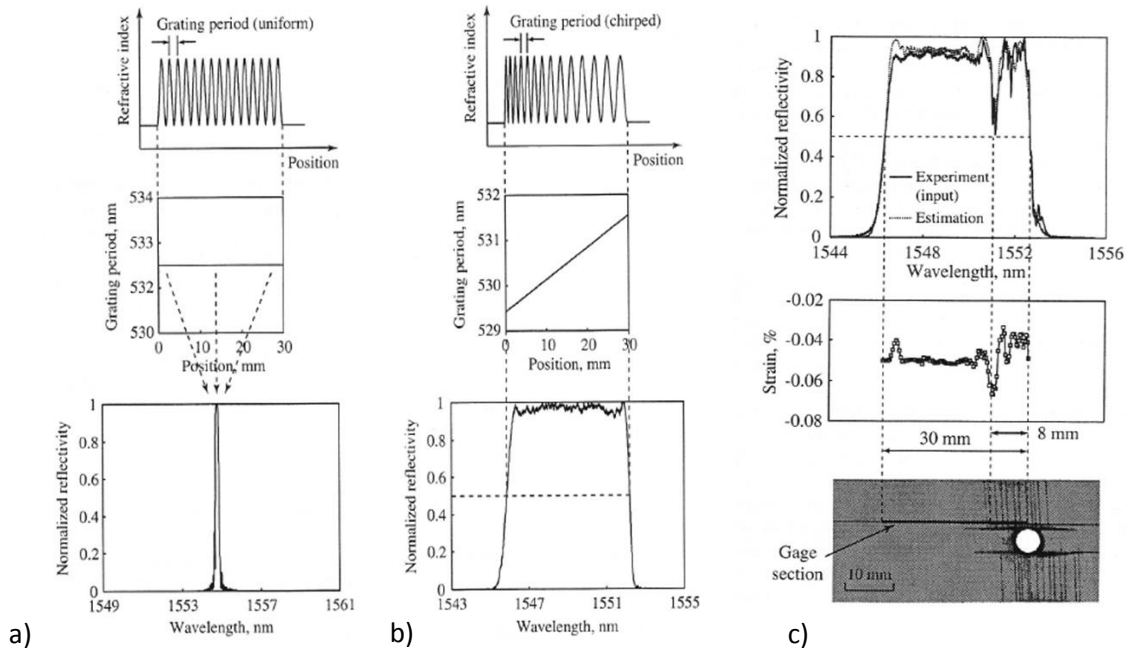 Grating period (uniform)
Refractive index
Position
534
533
532
530
Grating period, nm
0 10 20 30
Position, mm
1
0.8
0.6
0.4
0.2
0
Normalized reflectivity
1549 1553 1557 1561
Wavelength, nm
a)
Grating period (chirped)
Refractive index
Position
532
531
530
529
Grating period, nm
0 10 20 30
Position, mm
1
0.8
0.6
0.4
0.2
0
Normalized reflectivity
1543 1547 1551 1555
Wavelength, nm
b)
1
0.8
0.6
0.4
0.2
0
Normalized reflectivity
Experiment
(input)
Estimation
1544 1548 1552 1556
Wavelength, nm
-0.02
-0.04
-0.06
-0.08
Strain, %
30 mm
8 mm
Gage
section
10 mm
c)